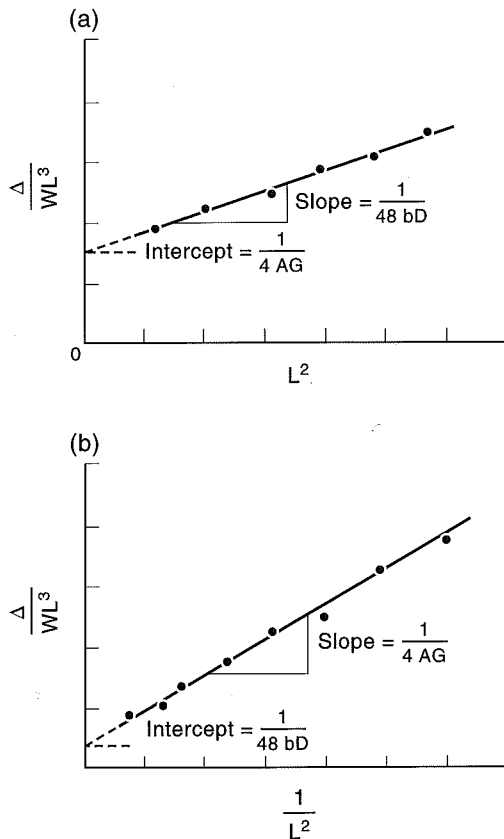 (a)
Δ
WL³
Slope = 1
48 bD
Intercept = 1
4 AG
0
L²
(b)
Δ
WL³
Slope = 1
4 AG
Intercept = 1
48 bD
1
L²